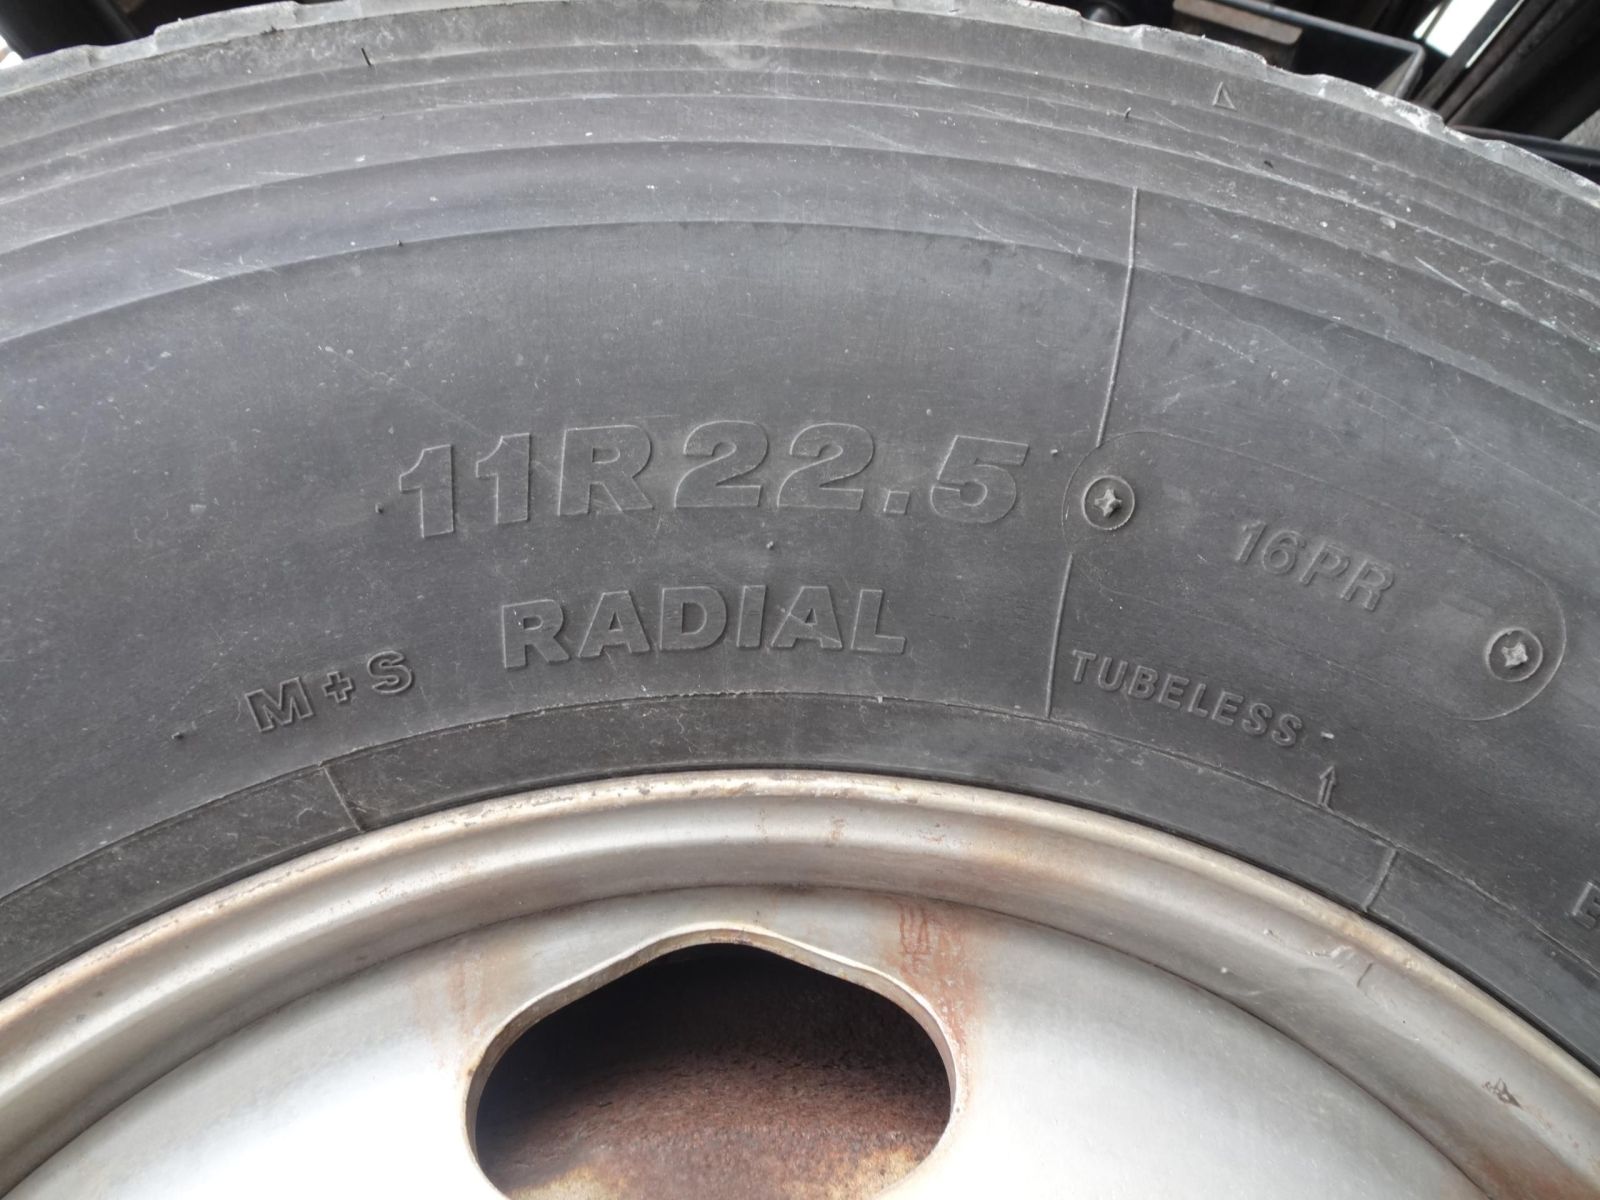 11R22.5
16PR
RADIAL
M+S
TUBELESS